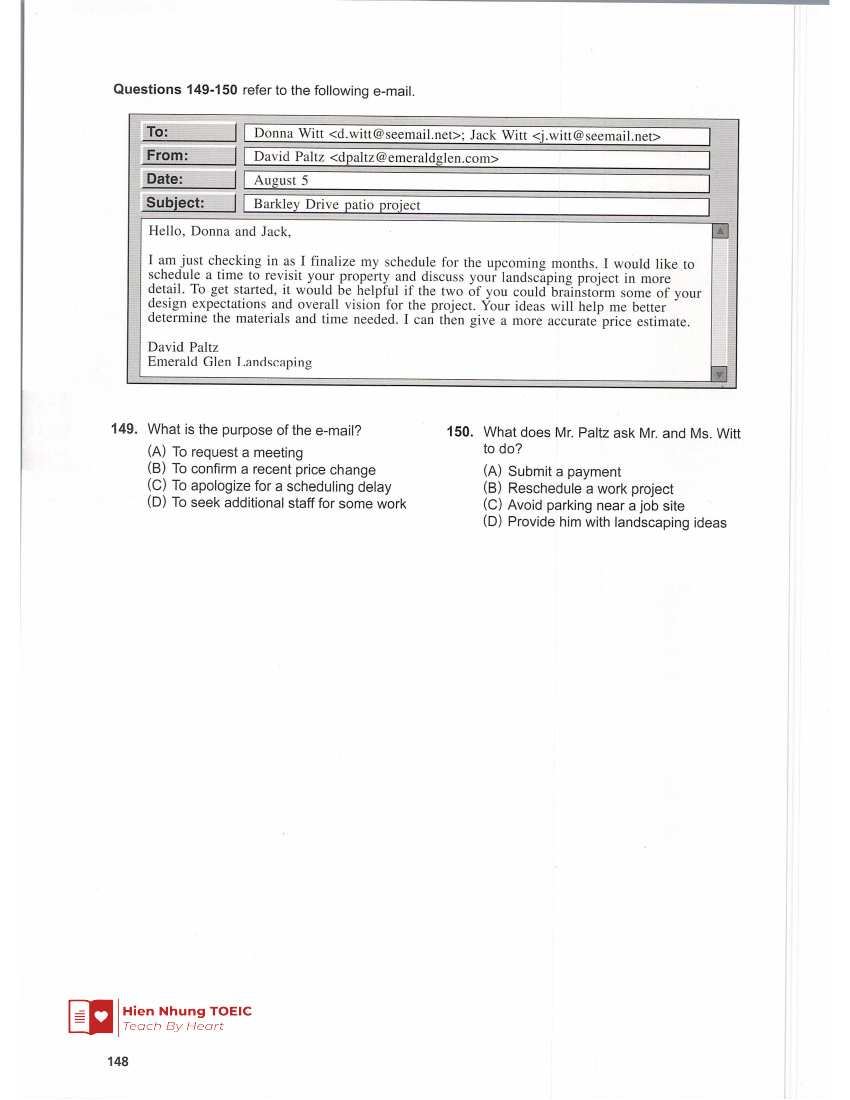 Questions 149-150 refer to the following e-mail.
To: Donna Witt <d.witt@seemail.net>; Jack Witt <j.witt@seemail.net>
From: David Paltz <dpaltz@emeraldglen.com>
Date: August 5
Subject: Barkley Drive patio project
Hello, Donna and Jack,
I am just checking in as I finalize my schedule for the upcoming months. I would like to
schedule a time to revisit your property and discuss your landscaping project in more
detail. To get started, it would be helpful if the two of you could brainstorm some of your
design expectations and overall vision for the project. Your ideas will help me better
determine the materials and time needed. I can then give a more accurate price estimate.
David Paltz
Emerald Glen Landscaping
149. What is the purpose of the e-mail?
(A) To request a meeting
(B) To confirm a recent price change
(C) To apologize for a scheduling delay
(D) To seek additional staff for some work
150. What does Mr. Paltz ask Mr. and Ms. Witt
to do?
(A) Submit a payment
(B) Reschedule a work project
(C) Avoid parking near a job site
(D) Provide him with landscaping ideas
Hien Nhung TOEIC
Teach By Heart
148